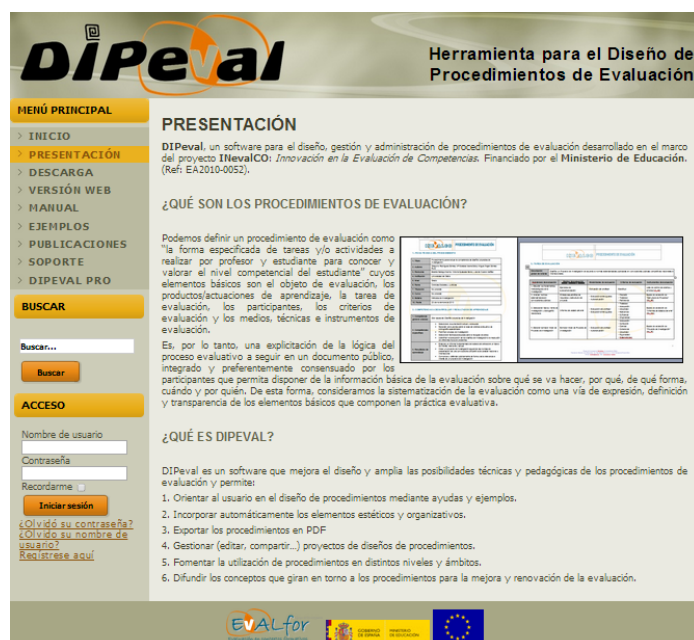 DIPeval
Herramienta para el Diseño de
Procedimientos de Evaluación
MENÚ PRINCIPAL
> INICIO
> PRESENTACIÓN
> DESCARGA
> VERSIÓN WEB
> MANUAL
> EJEMPLOS
> PUBLICACIONES
> SOPORTE
> DIPEVAL PRO
BUSCAR
Buscar...
Buscar
ACCESO
Nombre de usuario
Contraseña
Recordarme
Iniciar sesión
¿Olvidó su contraseña?
¿Olvido su nombre de
usuario?
Regístrese aquí
PRESENTACIÓN
DIPeval, un software para el diseño, gestión y administración de procedimientos de evaluación desarrollado en el marco
del proyecto INevalCO: Innovación en la Evaluación de Competencias. Financiado por el Ministerio de Educación.
(Ref: EA2010-0052).
¿QUÉ SON LOS PROCEDIMIENTOS DE EVALUACIÓN?
Podemos definir un procedimiento de evaluación como
"la forma especificada de tareas y/o actividades a
realizar por profesor y estudiante para conocer y
valorar el nivel competencial del estudiante" cuyos
elementos básicos son el objeto de evaluación, los
productos/actuaciones de aprendizaje, la tarea de
evaluación, los participantes, los criterios de
evaluación y los medios, técnicas e instrumentos de
evaluación.
Es, por lo tanto, una explicitación de la lógica del
proceso evaluativo a seguir en un documento público,
integrado y preferentemente consensuado por los
participantes que permita disponer de la información básica de la evaluación sobre qué se va hacer, por qué, de qué forma,
cuándo y por quién. De esta forma, consideramos la sistematización de la evaluación como una vía de expresión, definición
y transparencia de los elementos básicos que componen la práctica evaluativa.
¿QUÉ ES DIPEVAL?
DIPeval es un software que mejora el diseño y amplia las posibilidades técnicas y pedagógicas de los procedimientos de
evaluación y permite:
1. Orientar al usuario en el diseño de procedimientos mediante ayudas y ejemplos.
2. Incorporar automáticamente los elementos estéticos y organizativos.
3. Exportar los procedimientos en PDF
4. Gestionar (editar, compartir...) proyectos de diseños de procedimientos.
5. Fomentar la utilización de procedimientos en distintos niveles y ámbitos.
6. Difundir los conceptos que giran en torno a los procedimientos para la mejora y renovación de la evaluación.
EVALfor
GOBIERNO DE ESPAÑA
MINISTERIO DE EDUCACIÓN